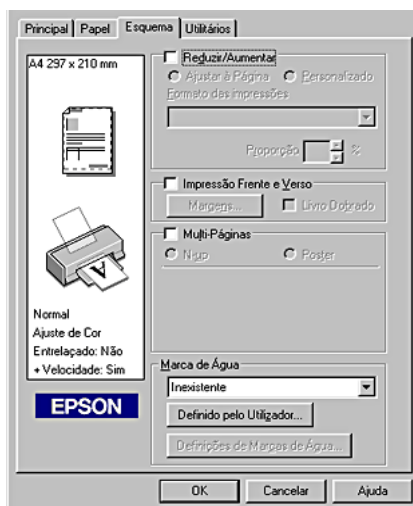 Principal Papel Esquema Utilitários
A4 297 x 210 mm
Reduzir/Aumentar
Ajustar à Página Personalizado
Formato das impressões
Proporção %
Impressão Frente e Verso
Margens... Livro Dobrado
Multi-Páginas
N-up Poster
A
Normal
Ajuste de Cor
Entrelaçado: Não
+ Velocidade: Sim
EPSON
Marca de Água
Inexistente
Definido pelo Utilizador...
Definições de Marcas de Água...
OK Cancelar Ajuda